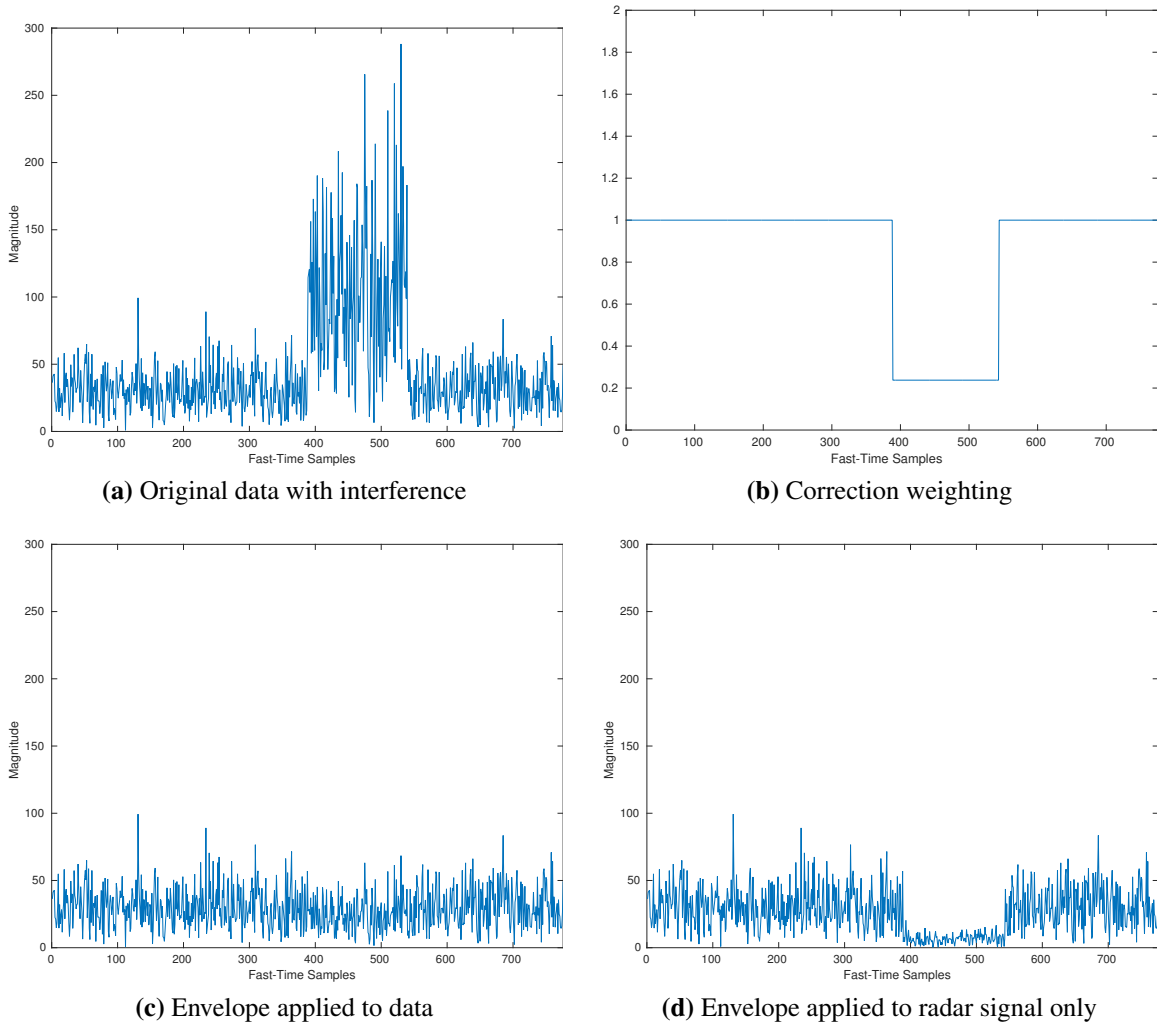 300
250
200
150
100
50
0
Magnitude
0 100 200 300 400 500 600 700
Fast-Time Samples
(a) Original data with interference
2
1.8
1.6
1.4
1.2
1
0.8
0.6
0.4
0.2
0
0 100 200 300 400 500 600 700
Fast-Time Samples
(b) Correction weighting
300
250
200
150
100
50
0
Magnitude
0 100 200 300 400 500 600 700
Fast-Time Samples
(c) Envelope applied to data
300
250
200
150
100
50
0
Magnitude
0 100 200 300 400 500 600 700
Fast-Time Samples
(d) Envelope applied to radar signal only